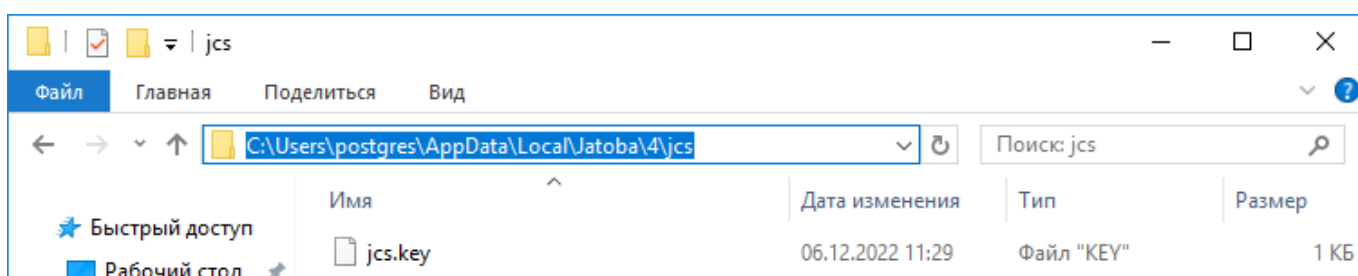 jcs
Файл Главная Поделиться Вид
C:\Users\postgres\AppData\Local\Jatoba\4\jcs Поиск: jcs
Имя Дата изменения Тип Размер
Быстрый доступ
jcs.key 06.12.2022 11:29 Файл "KEY" 1 КБ
Рабочий стол